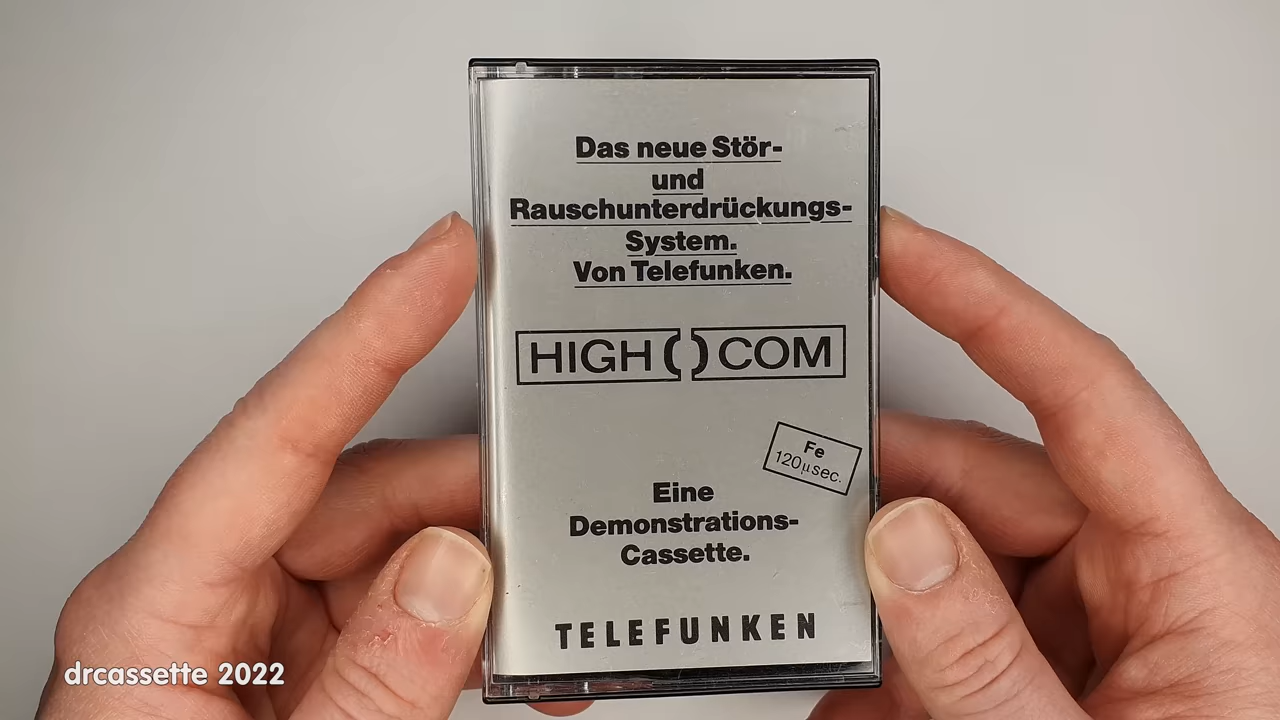 Das neue Stör-
und
Rauschunterdrückungs-
System.
Von Telefunken.
HIGH COM
Fe
120µsec.
Eine
Demonstrations-
Cassette.
TELEFUNKEN
drcassette 2022